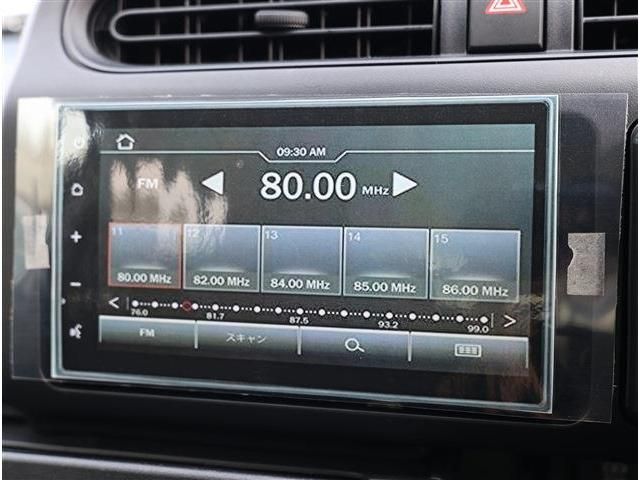 09:30 AM
FM 80.00 MHz
11 12 13 14 15
80.00 MHz 82.00 MHz 84.00 MHz 85.00 MHz 86.00 MHz
76.0 81.7 87.5 93.2 99.0
FM スキャン